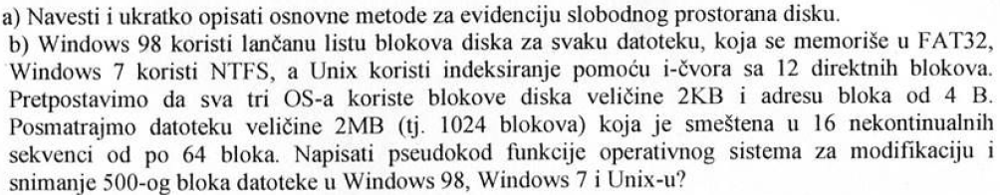 a) Navesti i ukratko opisati osnovne metode za evidenciju slobodnog prostorana disku.
b) Windows 98 koristi lančanu listu blokova diska za svaku datoteku, koja se memoriše u FAT32,
Windows 7 koristi NTFS, a Unix koristi indeksiranje pomoću i-čvora sa 12 direktnih blokova.
Pretpostavimo da sva tri OS-a koriste blokove diska veličine 2KB i adresu bloka od 4 B.
Posmatrajmo datoteku veličine 2MB (tj. 1024 blokova) koja je smeštena u 16 nekontinualnih
sekvenci od po 64 bloka. Napisati pseudokod funkcije operativnog sistema za modifikaciju i
snimanje 500-og bloka datoteke u Windows 98, Windows 7 i Unix-u?